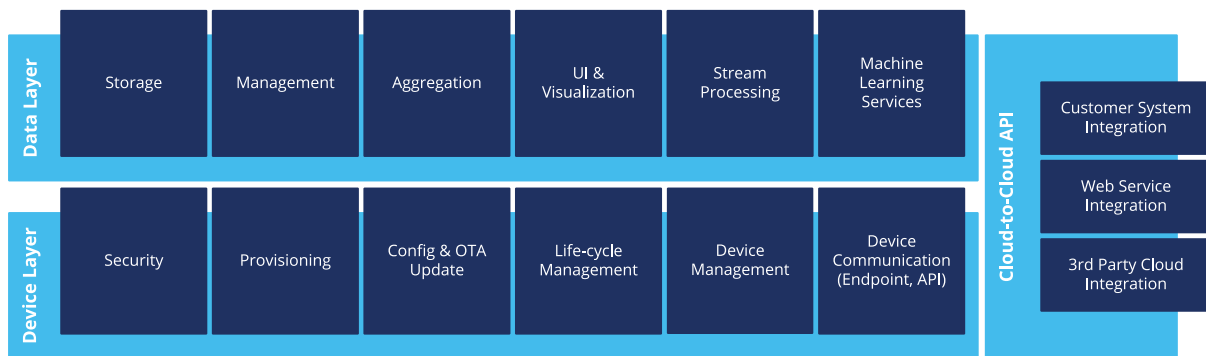 Data Layer
Storage
Management
Aggregation
UI &
Visualization
Stream
Processing
Machine
Learning
Services
Device Layer
Security
Provisioning
Config & OTA
Update
Life-cycle
Management
Device
Management
Device
Communication
(Endpoint, API)
Cloud-to-Cloud API
Customer System
Integration
Web Service
Integration
3rd Party Cloud
Integration